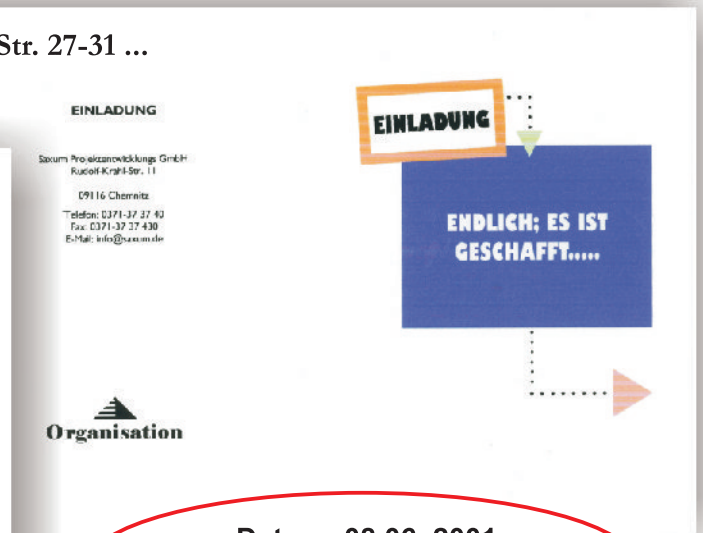 Str. 27-31 ...
EINLADUNG
Saxum Projektentwicklungs GmbH
Rudolf-Krahl-Str. 11
09116 Chemnitz
Telefon: 0371-37 37 40
Fax: 0371-37 37 430
E-Mail: info@saxum.de
Organisation
EINLADUNG
ENDLICH; ES IST
GESCHAFFT.....